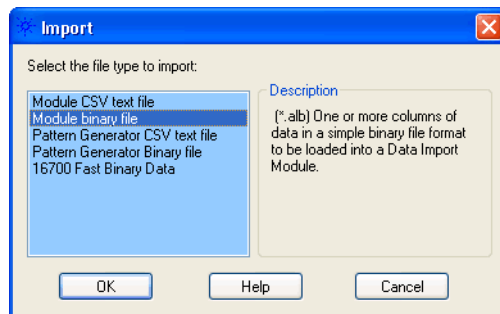 Import
Select the file type to import:
Module CSV text file
Module binary file
Pattern Generator CSV text file
Pattern Generator Binary file
16700 Fast Binary Data
Description
(*.alb) One or more columns of
data in a simple binary file format
to be loaded into a Data Import
Module.
OK
Help
Cancel